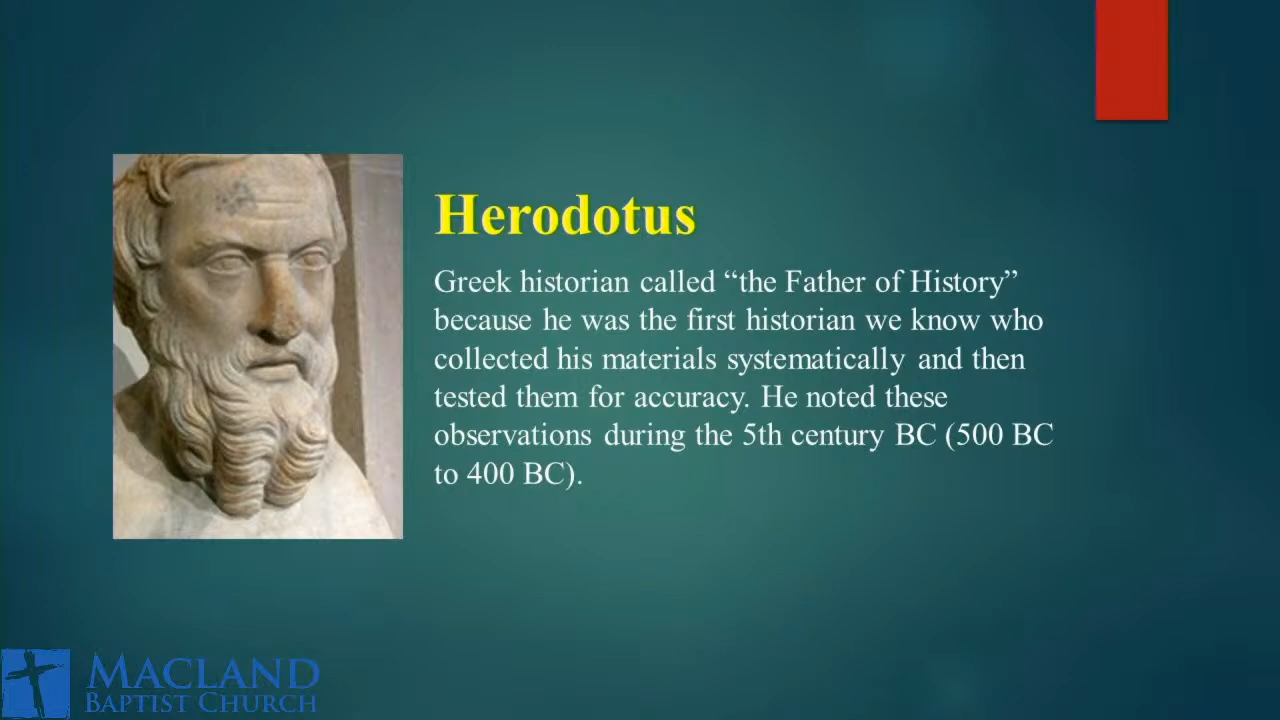 Herodotus
Greek historian called “the Father of History”
because he was the first historian we know who
collected his materials systematically and then
tested them for accuracy. He noted these
observations during the 5th century BC (500 BC
to 400 BC).
MACLAND
BAPTIST CHURCH